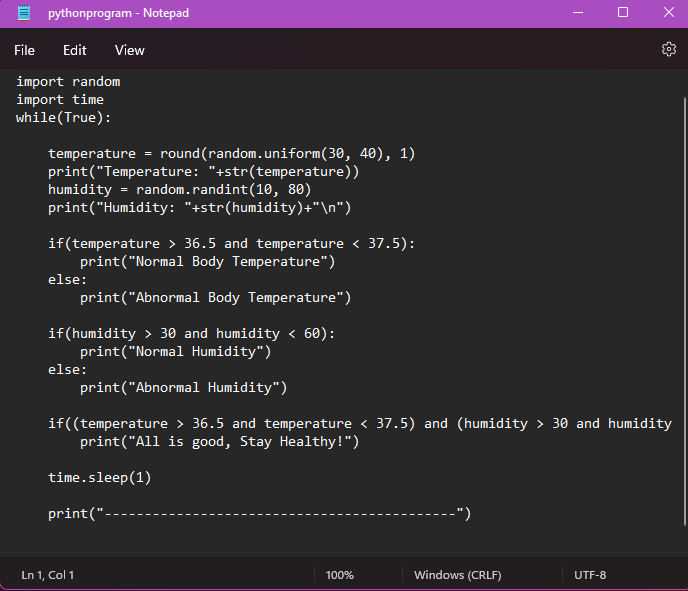 pythonprogram - Notepad
File Edit View
import random
import time
while(True):
    temperature = round(random.uniform(30, 40), 1)
    print("Temperature: "+str(temperature))
    humidity = random.randint(10, 80)
    print("Humidity: "+str(humidity)+"\n")
    if(temperature > 36.5 and temperature < 37.5):
        print("Normal Body Temperature")
    else:
        print("Abnormal Body Temperature")
    if(humidity > 30 and humidity < 60):
        print("Normal Humidity")
    else:
        print("Abnormal Humidity")
    if((temperature > 36.5 and temperature < 37.5) and (humidity > 30 and humidity
        print("All is good, Stay Healthy!")
    time.sleep(1)
    print("--------------------------------------------")
Ln 1, Col 1 100% Windows (CRLF) UTF-8